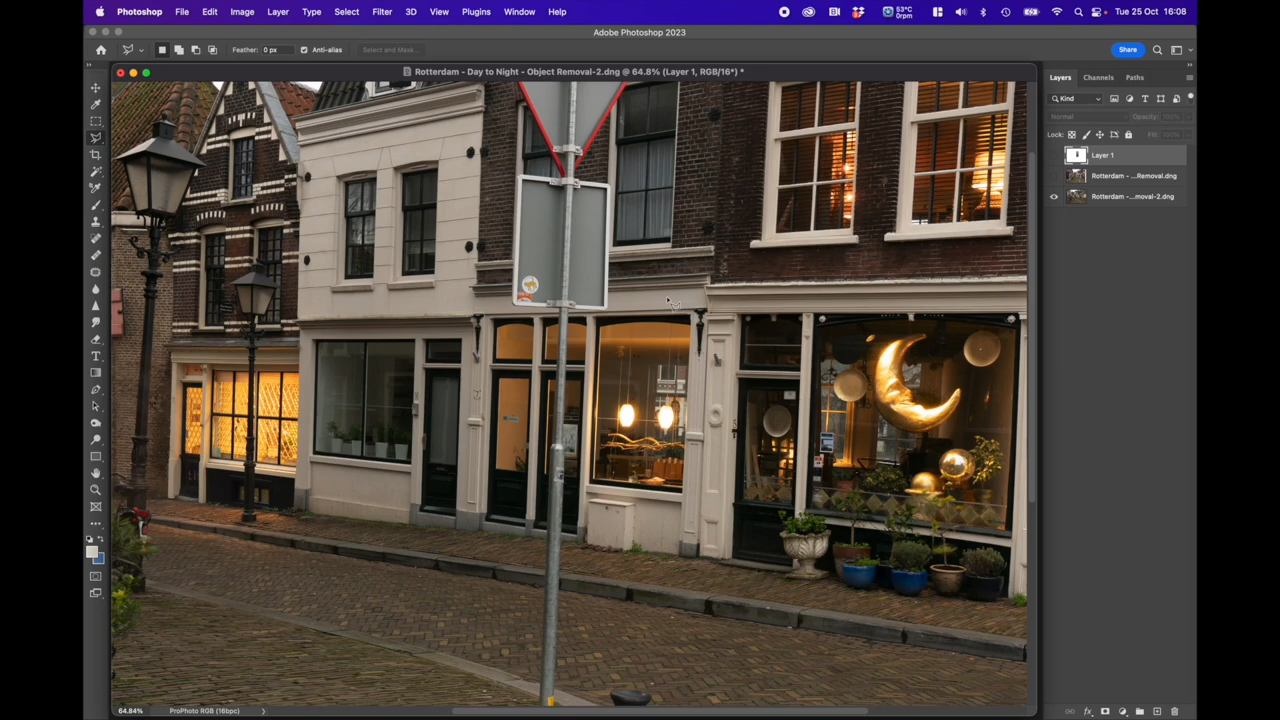 Photoshop File Edit Image Layer Type Select Filter 3D View Plugins Window Help 53°C 0rpm Tue 25 Oct 16:08
Adobe Photoshop 2023
Feather: 0 px Anti-alias Select and Mask... Share
Rotterdam - Day to Night - Object Removal-2.dng @ 64.8% (Layer 1, RGB/16*) *
Layers Channels Paths
Kind
Normal Opacity: 100%
Lock: Fill: 100%
Layer 1
Rotterdam - ...Removal.dng
Rotterdam -...moval-2.dng
64.84% ProPhoto RGB (16bpc)